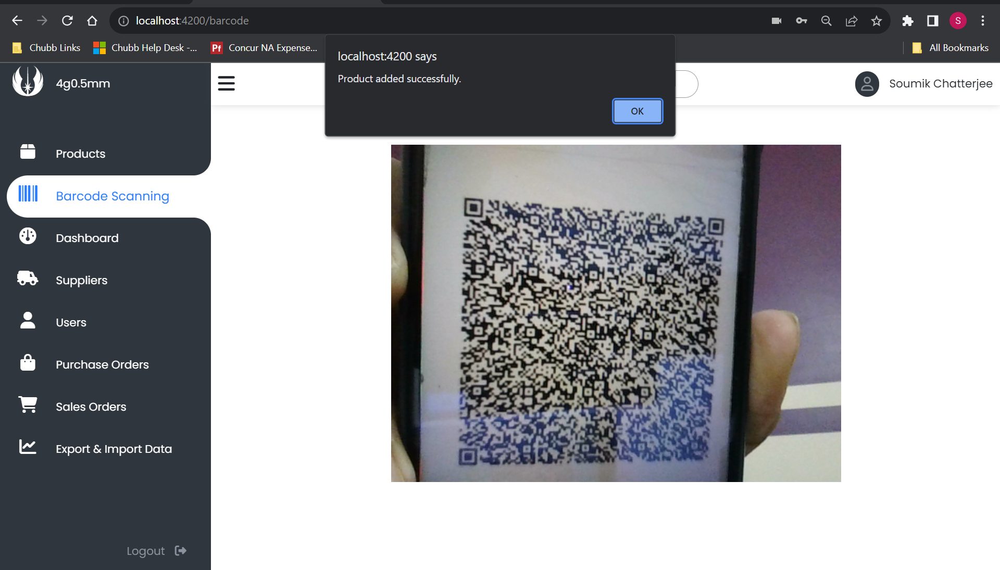 localhost:4200/barcode
S
Chubb Links
Chubb Help Desk -...
Pf
Concur NA Expense...
All Bookmarks
localhost:4200 says
Product added successfully.
OK
4g0.5mm
Soumik Chatterjee
Products
Barcode Scanning
Dashboard
Suppliers
Users
Purchase Orders
Sales Orders
Export & Import Data
Logout